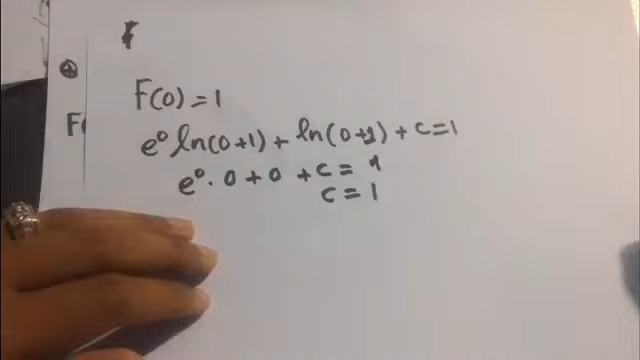 F(0) = 1
F(
e⁰ ln(0+1) + ln(0+1) + c = 1
e⁰ · 0 + 0 + c = 1
c = 1